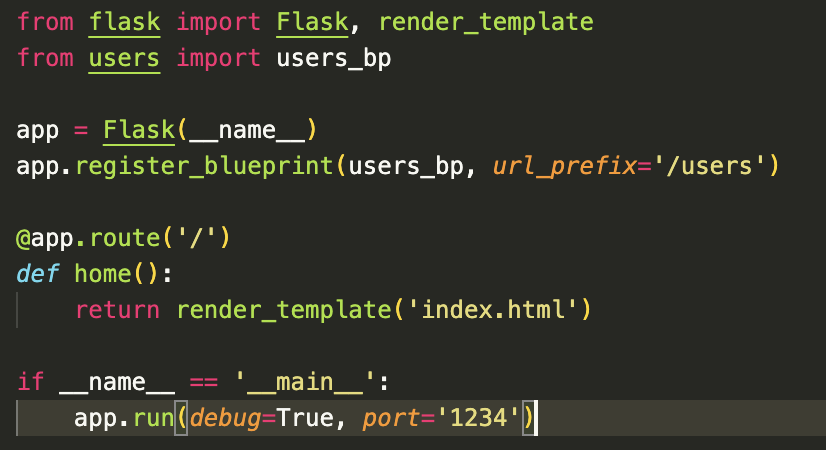 from flask import Flask, render_template
from users import users_bp

app = Flask(__name__)
app.register_blueprint(users_bp, url_prefix='/users')

@app.route('/')
def home():
    return render_template('index.html')

if __name__ == '__main__':
    app.run(debug=True, port='1234')